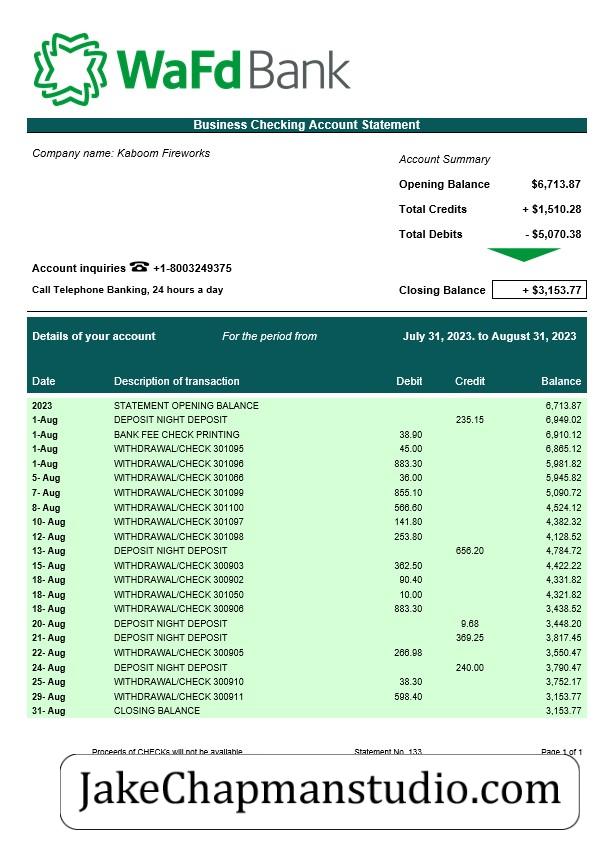 WaFd Bank
Business Checking Account Statement
Company name: Kaboom Fireworks
Account Summary
Opening Balance $6,713.87
Total Credits + $1,510.28
Total Debits - $5,070.38
Account inquiries ☎ +1-8003249375
Call Telephone Banking, 24 hours a day
Closing Balance + $3,153.77
Details of your account For the period from July 31, 2023. to August 31, 2023
Date Description of transaction Debit Credit Balance
2023 STATEMENT OPENING BALANCE 6,713.87
1-Aug DEPOSIT NIGHT DEPOSIT 235.15 6,949.02
1-Aug BANK FEE CHECK PRINTING 38.90 6,910.12
1-Aug WITHDRAWAL/CHECK 301095 45.00 6,865.12
1-Aug WITHDRAWAL/CHECK 301096 883.30 5,981.82
5- Aug WITHDRAWAL/CHECK 301066 36.00 5,945.82
7- Aug WITHDRAWAL/CHECK 301099 855.10 5,090.72
8- Aug WITHDRAWAL/CHECK 301100 566.60 4,524.12
10- Aug WITHDRAWAL/CHECK 301097 141.80 4,382.32
12- Aug WITHDRAWAL/CHECK 301098 253.80 4,128.52
13- Aug DEPOSIT NIGHT DEPOSIT 656.20 4,784.72
15- Aug WITHDRAWAL/CHECK 300903 362.50 4,422.22
18- Aug WITHDRAWAL/CHECK 300902 90.40 4,331.82
18- Aug WITHDRAWAL/CHECK 301050 10.00 4,321.82
18- Aug WITHDRAWAL/CHECK 300906 883.30 3,438.52
20- Aug DEPOSIT NIGHT DEPOSIT 9.68 3,448.20
21- Aug DEPOSIT NIGHT DEPOSIT 369.25 3,817.45
22- Aug WITHDRAWAL/CHECK 300905 266.98 3,550.47
24- Aug DEPOSIT NIGHT DEPOSIT 240.00 3,790.47
25- Aug WITHDRAWAL/CHECK 300910 38.30 3,752.17
29- Aug WITHDRAWAL/CHECK 300911 598.40 3,153.77
31- Aug CLOSING BALANCE 3,153.77
Proceeds of CHECKs will not be available Statement No. 133 Page 1 of 1
JakeChapmanstudio.com